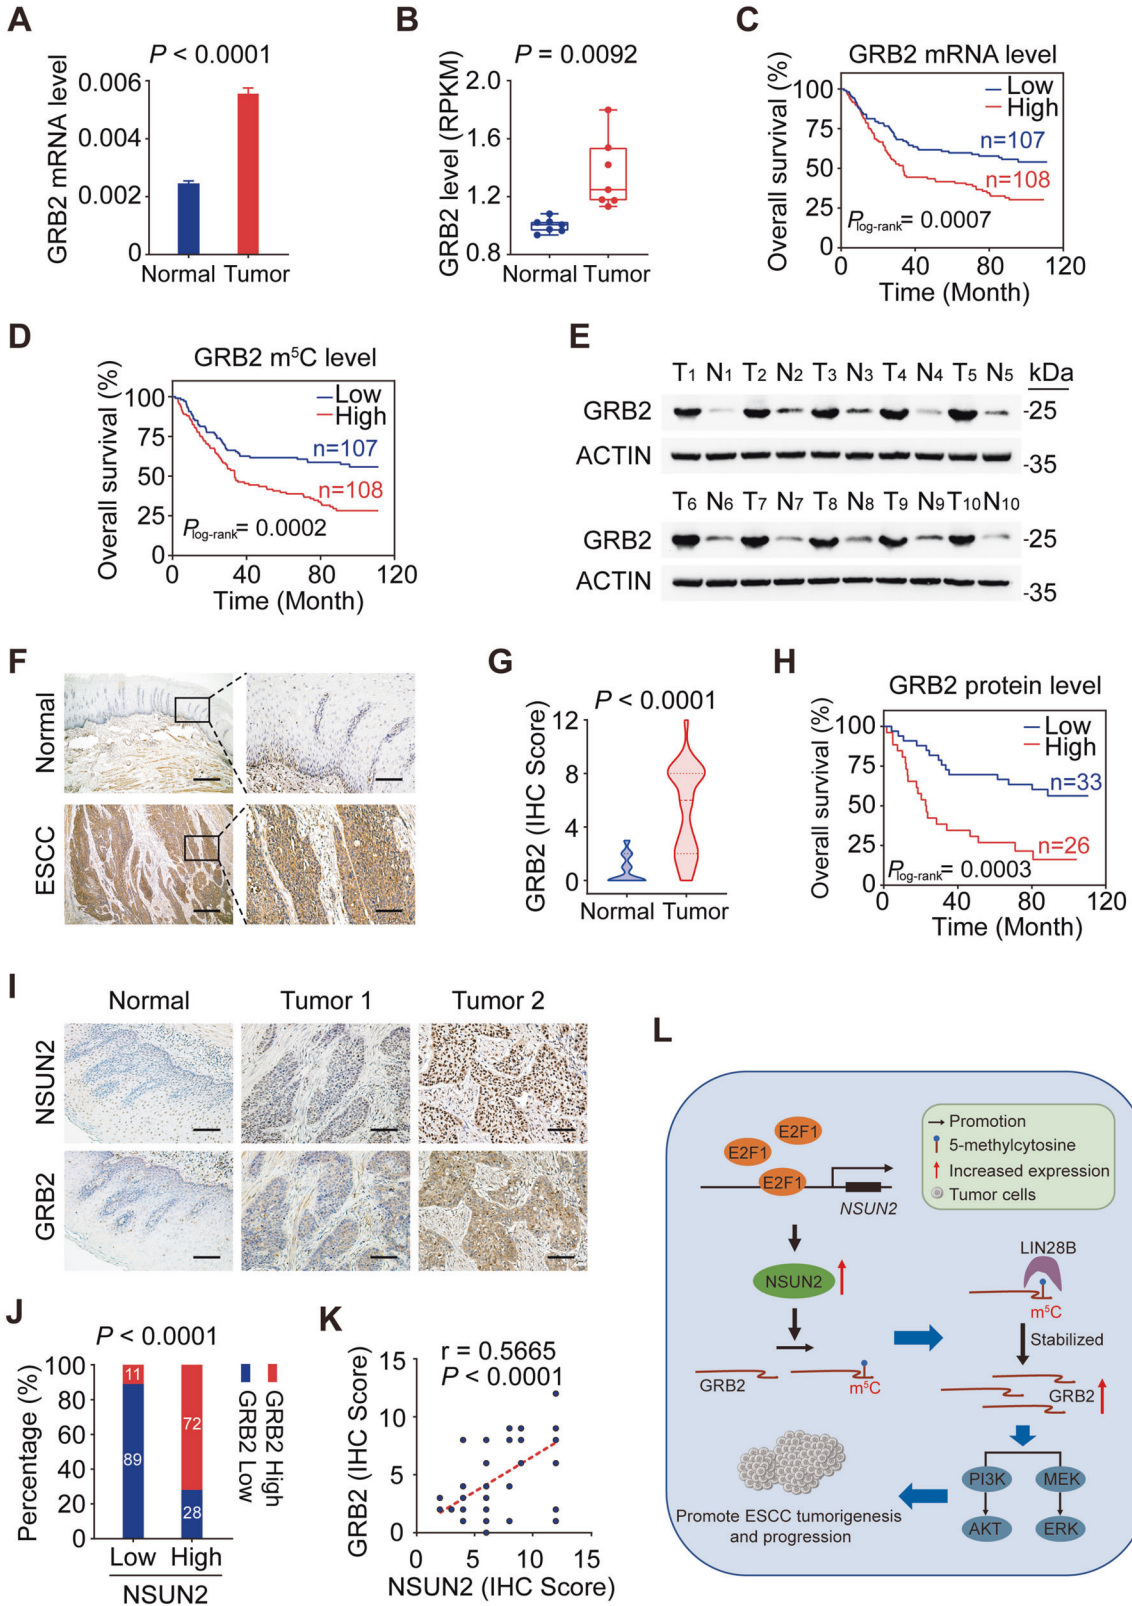 A
P < 0.0001
GRB2 mRNA level
0.006
0.004
0.002
0
Normal Tumor
B
P = 0.0092
GRB2 level (RPKM)
2.0
1.6
1.2
0.8
Normal Tumor
C
GRB2 mRNA level
Overall survival (%)
100
75
50
25
0
Low
High
n=107
n=108
Plog-rank= 0.0007
0 40 80 120
Time (Month)
D
GRB2 m⁵C level
Overall survival (%)
100
75
50
25
0
Low
High
n=107
n=108
Plog-rank= 0.0002
0 40 80 120
Time (Month)
E
T1 N1 T2 N2 T3 N3 T4 N4 T5 N5 kDa
GRB2 -25
ACTIN
-35
T6 N6 T7 N7 T8 N8 T9 N9 T10 N10
GRB2 -25
ACTIN
-35
F
Normal
ESCC
G
P < 0.0001
GRB2 (IHC Score)
12
8
4
0
Normal Tumor
H
GRB2 protein level
Overall survival (%)
100
75
50
25
0
Low
High
n=33
n=26
Plog-rank= 0.0003
0 40 80 120
Time (Month)
I
Normal Tumor 1 Tumor 2
NSUN2
GRB2
J
P < 0.0001
Percentage (%)
100
80
60
40
20
0
11
89
72
28
Low High
NSUN2
GRB2 High
GRB2 Low
K
r = 0.5665
P < 0.0001
GRB2 (IHC Score)
15
10
5
0
0 5 10 15
NSUN2 (IHC Score)
L
E2F1
E2F1
E2F1
NSUN2
Promotion
5-methylcytosine
Increased expression
Tumor cells
NSUN2
LIN28B
m⁵C
Stabilized
GRB2
m⁵C
GRB2
PI3K MEK
AKT ERK
Promote ESCC tumorigenesis
and progression